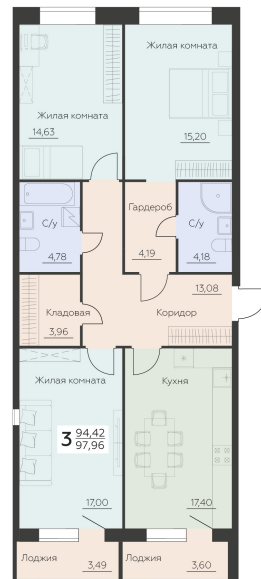 Жилая комната
15,20
Жилая комната
14,63
С/у
4,78
Гардероб
4,19
С/у
4,18
13,08
Коридор
Кладовая
3,96
Жилая комната
Кухня
3 94,42
97,96
17,00
17,40
Лоджия
3,49
Лоджия
3,60